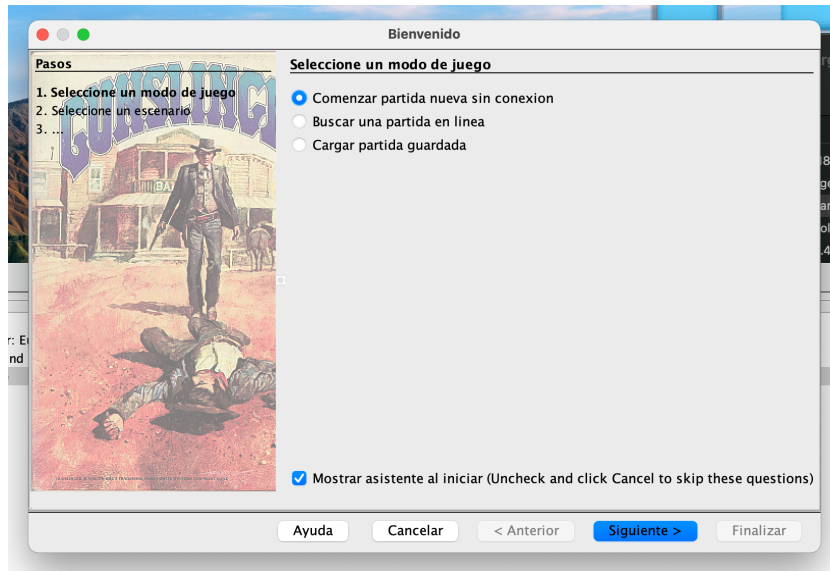 Bienvenido
Pasos
1. Seleccione un modo de juego
2. Seleccione un escenario
3. ...
Seleccione un modo de juego
Comenzar partida nueva sin conexion
Buscar una partida en linea
Cargar partida guardada
Mostrar asistente al iniciar (Uncheck and click Cancel to skip these questions)
Ayuda
Cancelar
< Anterior
Siguiente >
Finalizar